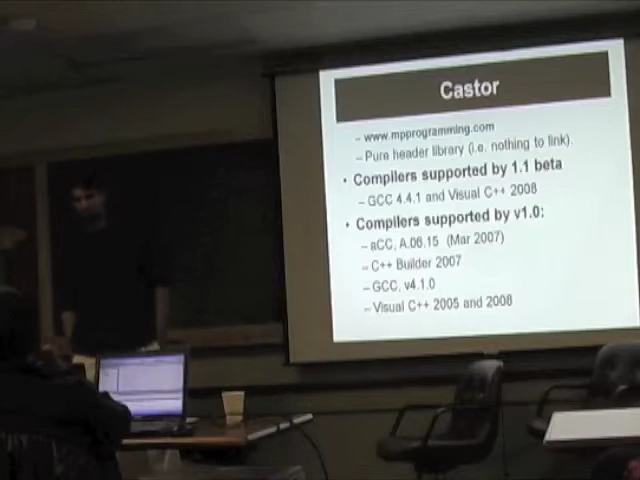 Castor
– www.mpprogramming.com
– Pure header library (i.e. nothing to link).
• Compilers supported by 1.1 beta
– GCC 4.4.1 and Visual C++ 2008
• Compilers supported by v1.0:
– aCC, A.06.15 (Mar 2007)
– C++ Builder 2007
– GCC, v4.1.0
– Visual C++ 2005 and 2008